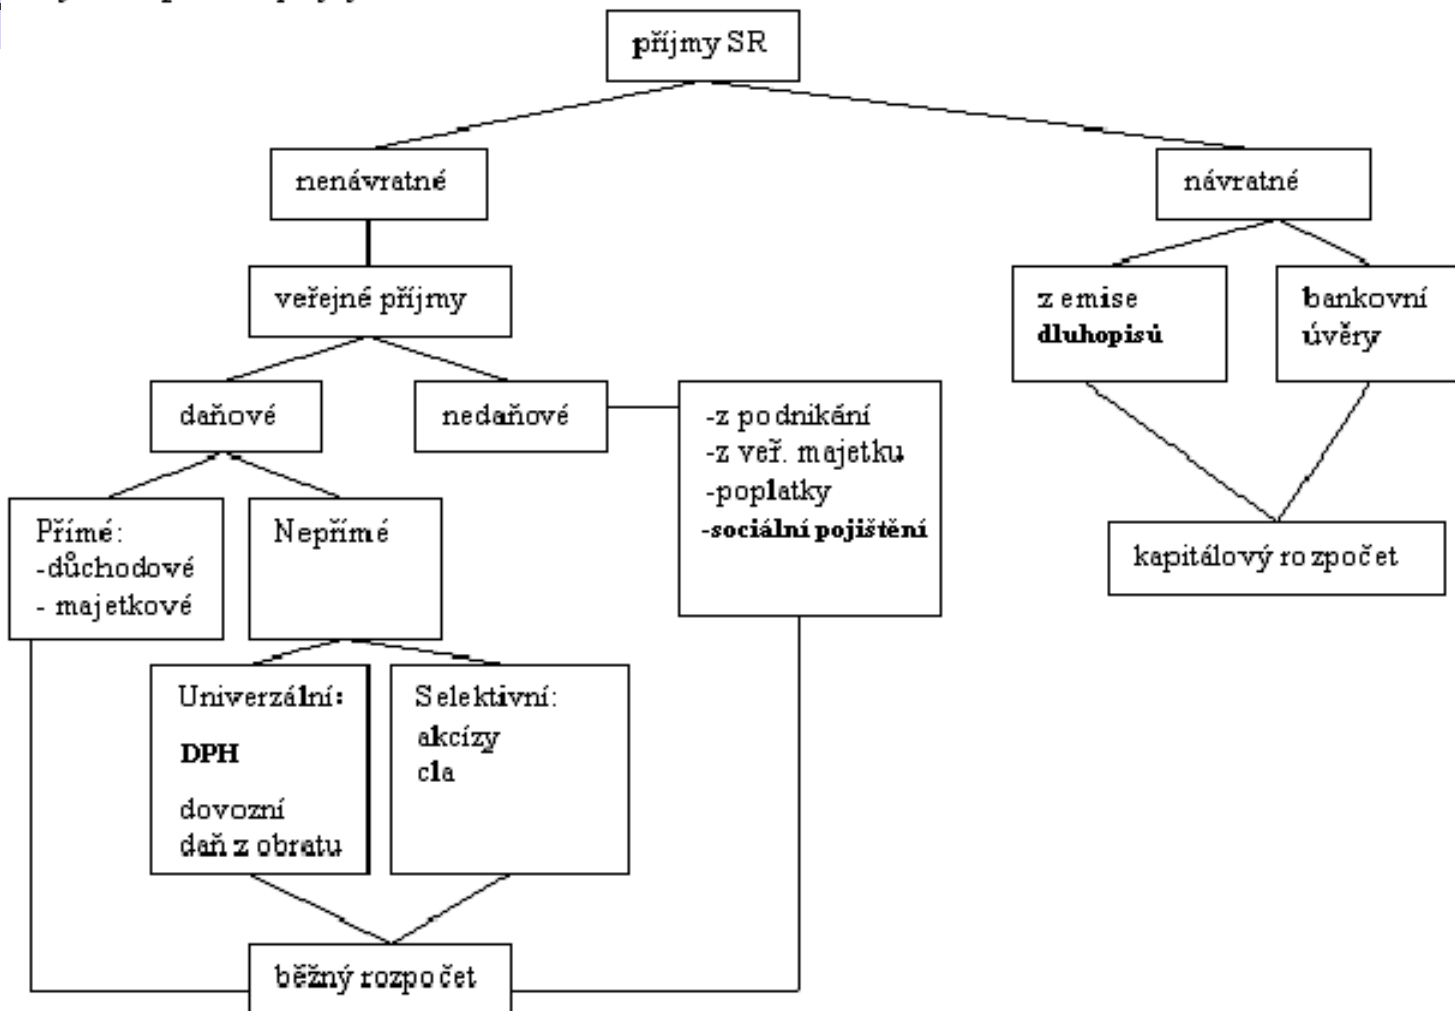 příjmy SR
nenávratné
návratné
veřejné příjmy
z emise
dluhopisů
bankovní
úvěry
daňové
nedaňové
-z podnikání
-z veř. majetku
-poplatky
-sociální pojištění
Přímé:
-důchodové
- majetkové
Nepřímé
kapitálový rozpočet
Univerzální:
DPH
dovozní
daň z obratu
Selektivní:
akcízy
cla
běžný rozpočet